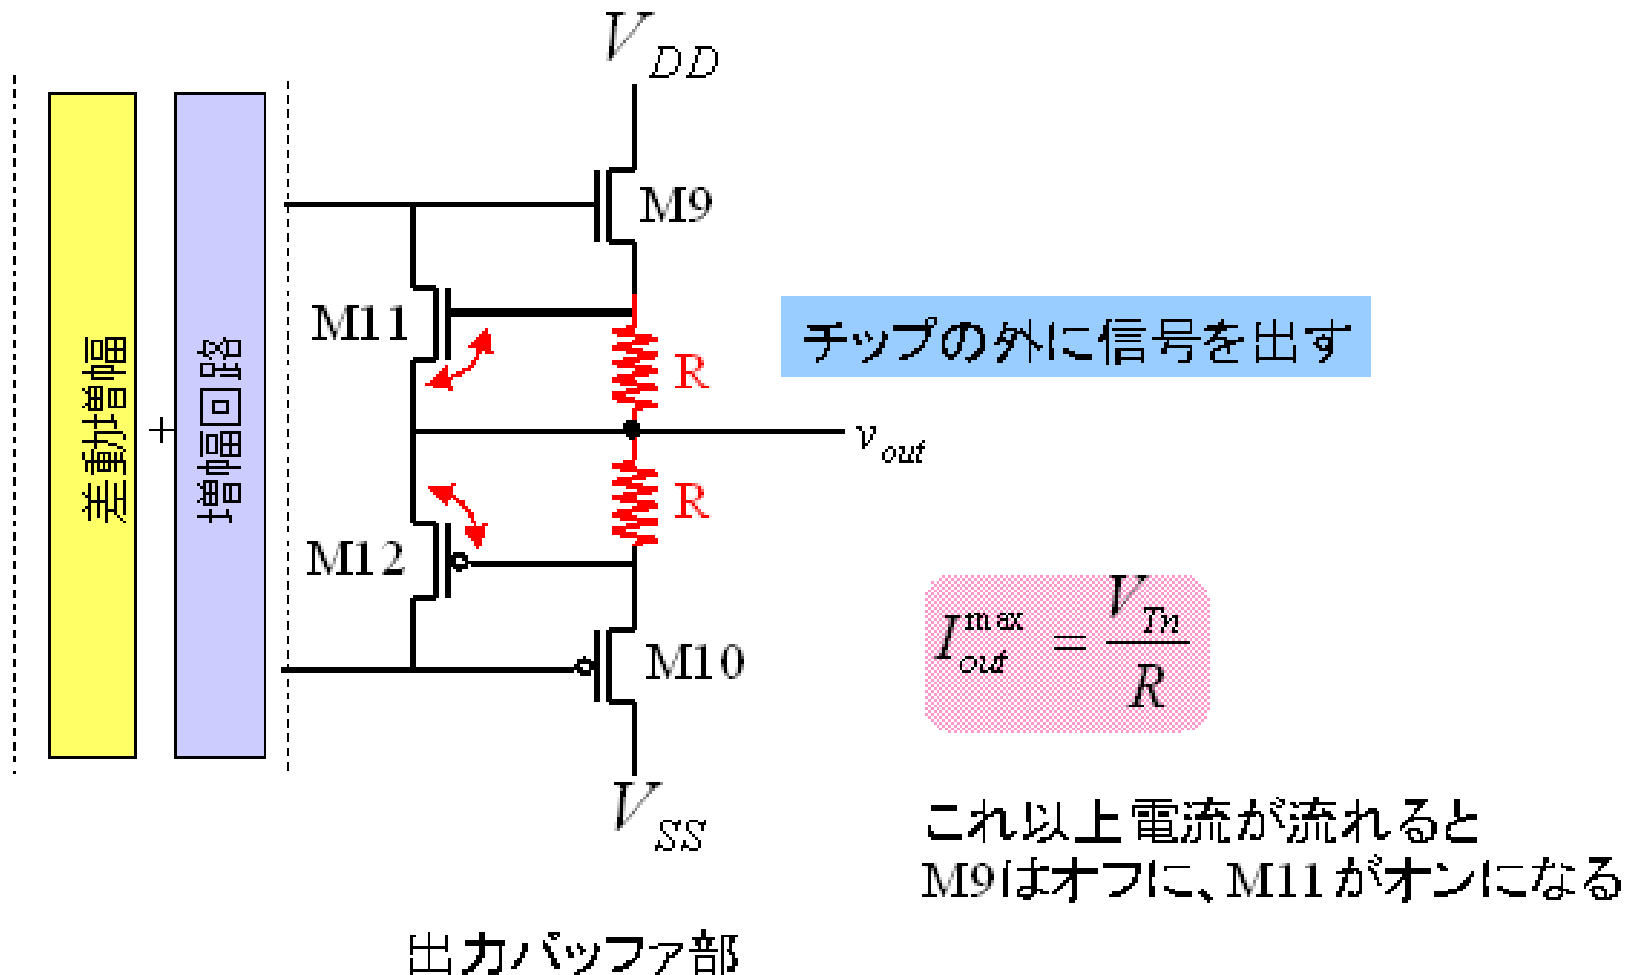 V_DD
差動増幅
+
増幅回路
M9
M11
R
チップの外に信号を出す
v_out
R
M12
M10
I_out^max = V_Tn / R
V_SS
これ以上電流が流れると
M9はオフに、M11がオンになる
出力バッファ部